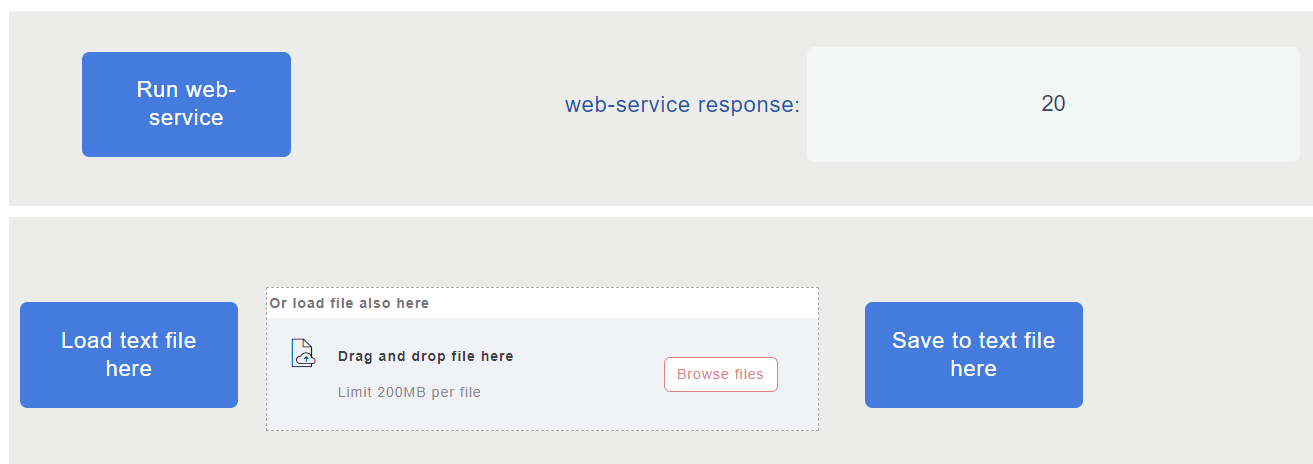 Run web-
service
web-service response:
20
Or load file also here
Load text file
here
Drag and drop file here
Limit 200MB per file
Browse files
Save to text file
here